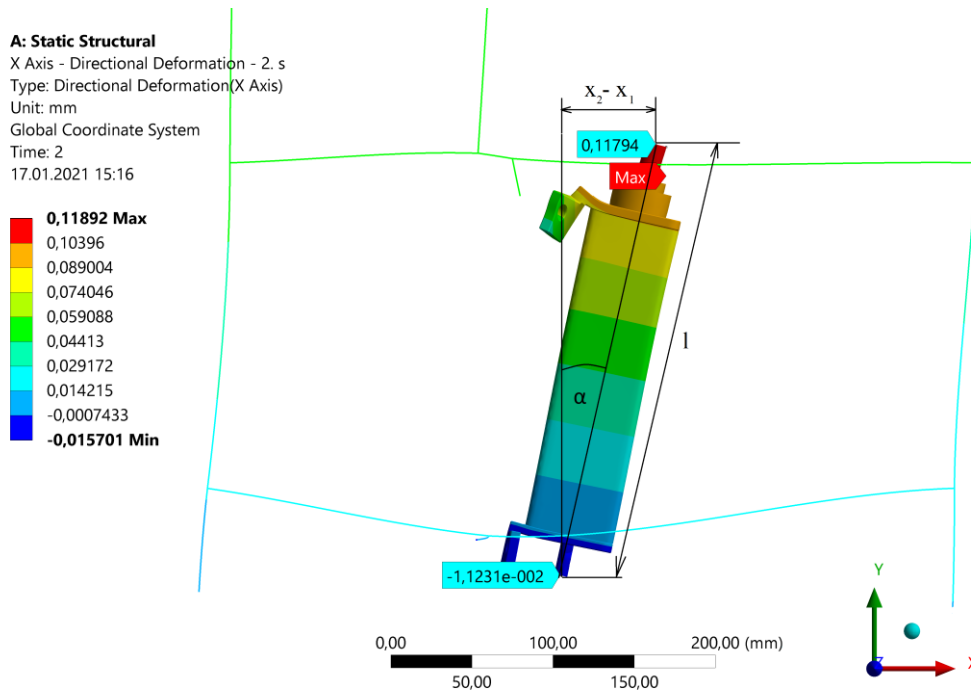 A: Static Structural
X Axis - Directional Deformation - 2. s
Type: Directional Deformation(X Axis)
Unit: mm
Global Coordinate System
Time: 2
17.01.2021 15:16
0,11892 Max
0,10396
0,089004
0,074046
0,059088
0,04413
0,029172
0,014215
-0,0007433
-0,015701 Min
x₂- x₁
0,11794
Max
l
α
-1,1231e-002
0,00 100,00 200,00 (mm)
50,00 150,00
Y
Z
X